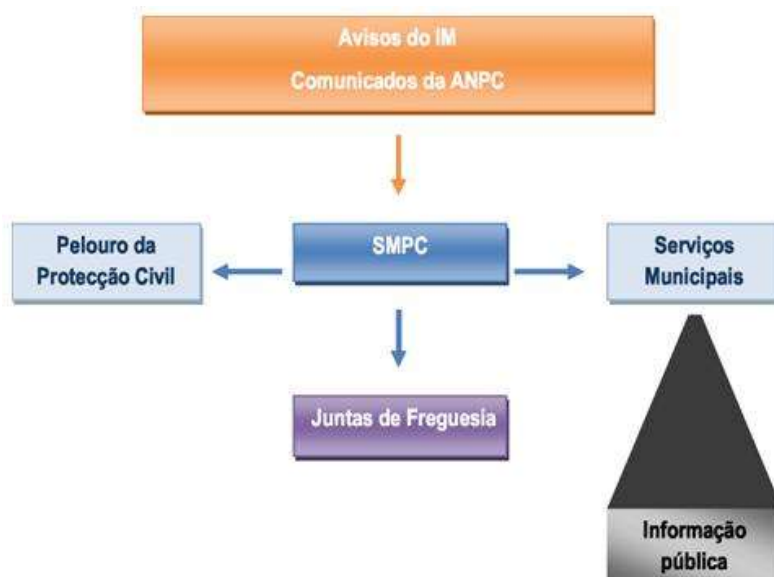 Avisos do IM
Comunicados da ANPC
Pelouro da
Protecção Civil
SMPC
Serviços
Municipais
Juntas de Freguesia
Informação
pública